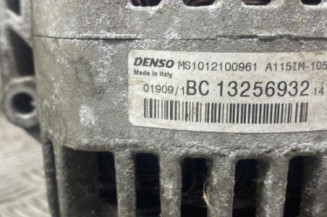 DENSO MS1012100961 A115IM-105
Made in Italy
01909/1BC 13256932 14